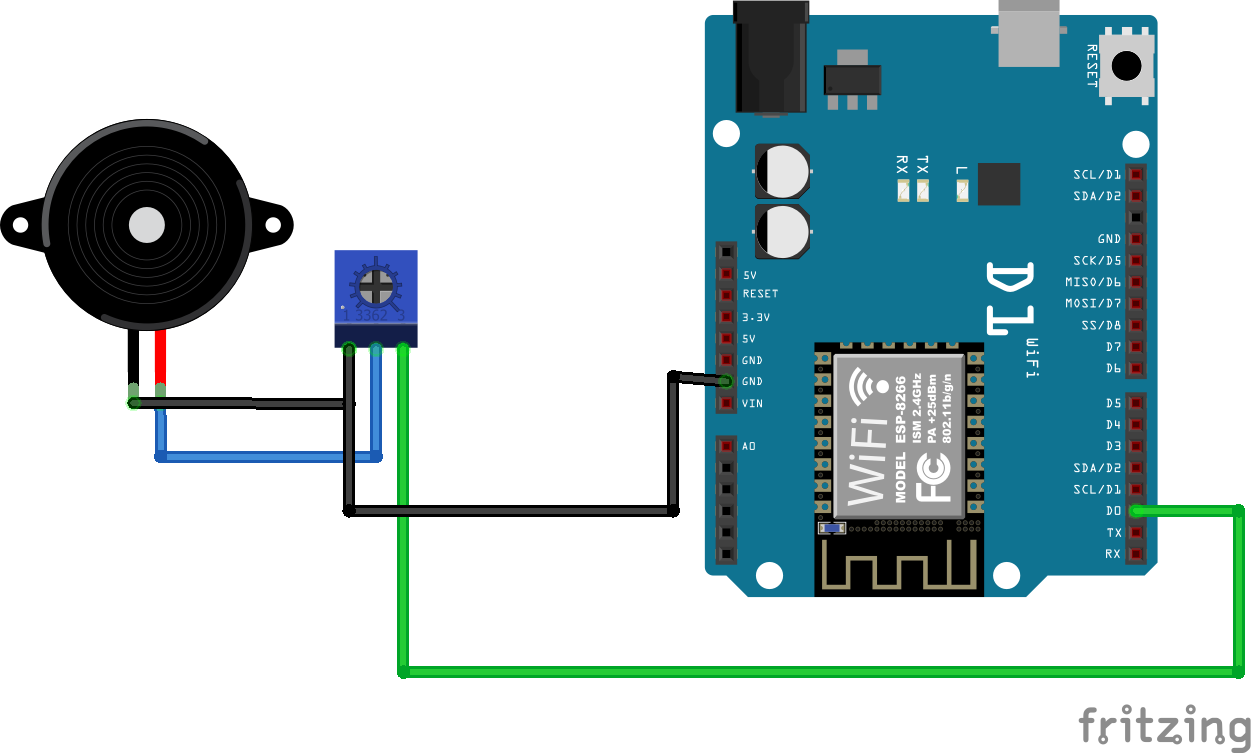 RESET
RX
TX
L
5V
RESET
3.3V
5V
GND
GND
VIN
A0
SCL/D1
SDA/D2
GND
SCK/D5
MISO/D6
MOSI/D7
SS/D8
D7
D6
D5
D4
D3
SDA/D2
SCL/D1
D0
TX
RX
D1
WiFi
1 3362 3
WiFi
MODEL ESP-8266
ISM 2.4GHz
PA +25dBm
802.11b/g/n
FC
fritzing